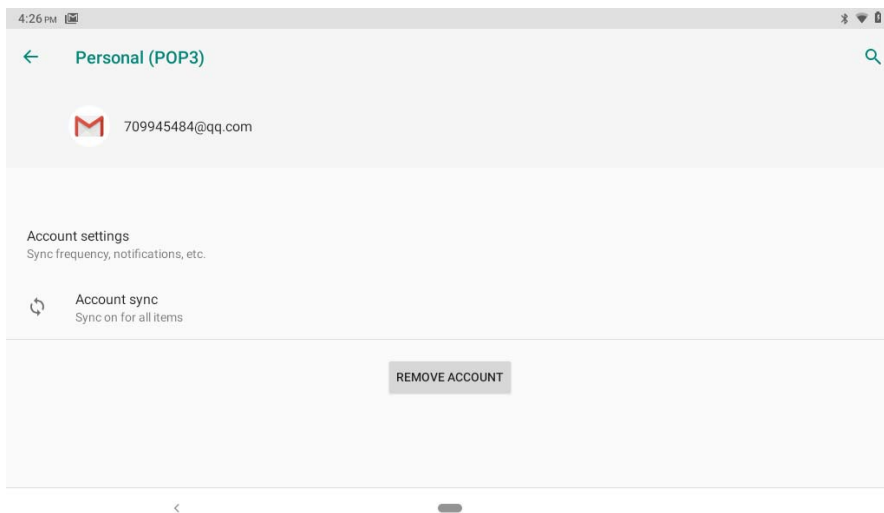 4:26 PM
Personal (POP3)
709945484@qq.com
Account settings
Sync frequency, notifications, etc.
Account sync
Sync on for all items
REMOVE ACCOUNT